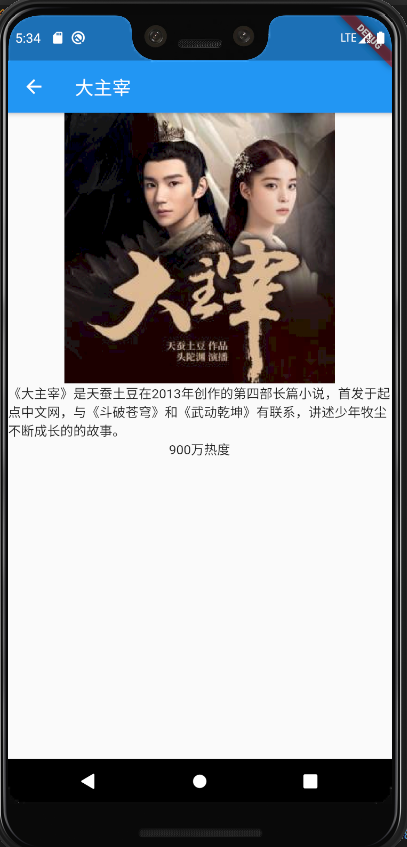 5:34
LTE
DEBUG
大主宰
大主宰
天蚕土豆 作品
头陀渊 演播
《大主宰》是天蚕土豆在2013年创作的第四部长篇小说，首发于起
点中文网，与《斗破苍穹》和《武动乾坤》有联系，讲述少年牧尘
不断成长的的故事。
900万热度